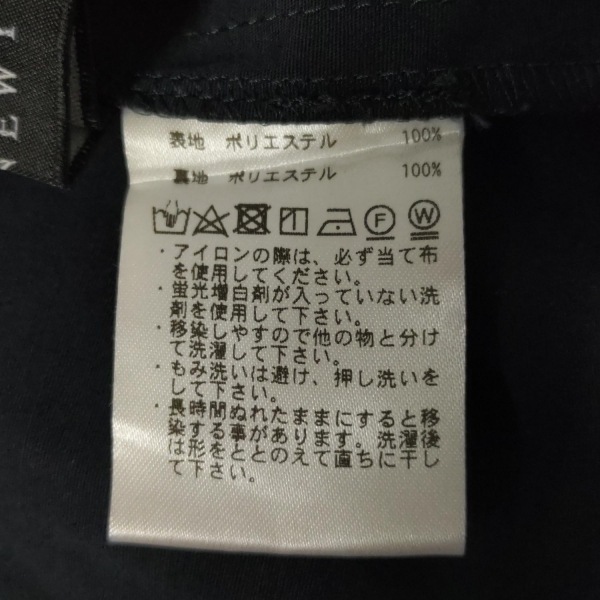 NEWI
表地 ポリエステル 100%
裏地 ポリエステル 100%
F W
・アイロンの際は、必ず当て布
を使用してください。
・蛍光増白剤が入っていない洗
剤を使用して下さい。
・移染しやすので他の物と分け
て洗濯して下さい。
・もみ洗いは避け、押し洗いを
して下さい。
・長時間ぬれたままにすると移
染する事があります。洗濯後
は形をととのえて直ちに干し
て下さい。